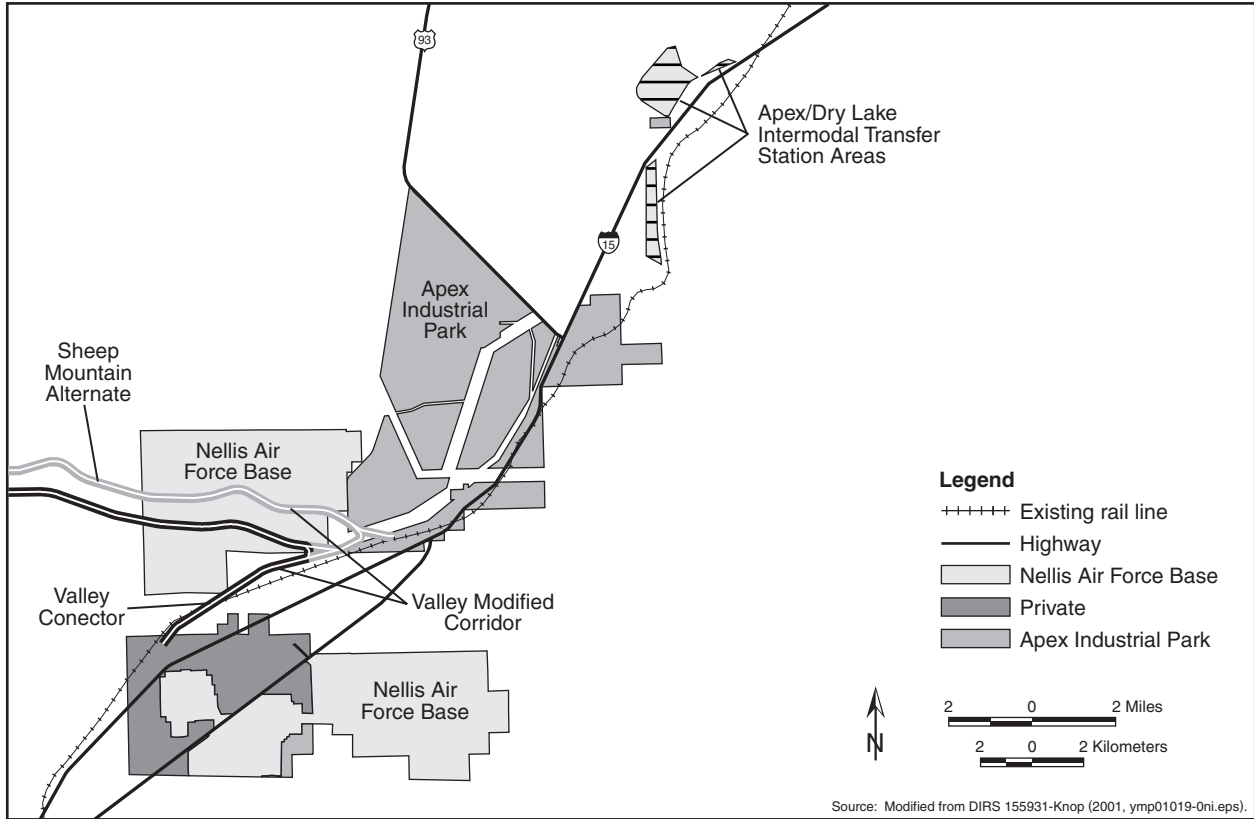 93
Apex/Dry Lake
Intermodal Transfer
Station Areas
15
Apex
Industrial
Park
Sheep
Mountain
Alternate
Nellis Air
Force Base
Valley
Conector
Valley Modified
Corridor
Nellis Air
Force Base
Legend
Existing rail line
Highway
Nellis Air Force Base
Private
Apex Industrial Park
N
2 0 2 Miles
2 0 2 Kilometers
Source: Modified from DIRS 155931-Knop (2001, ymp01019-0ni.eps).